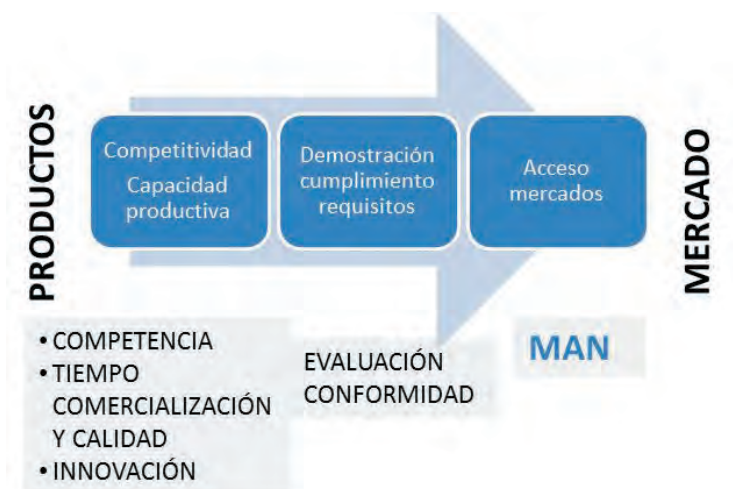 PRODUCTOS
Competitividad
Capacidad
productiva
Demostración
cumplimiento
requisitos
Acceso
mercados
MERCADO
• COMPETENCIA
• TIEMPO
COMERCIALIZACIÓN
Y CALIDAD
• INNOVACIÓN
EVALUACIÓN
CONFORMIDAD
MAN